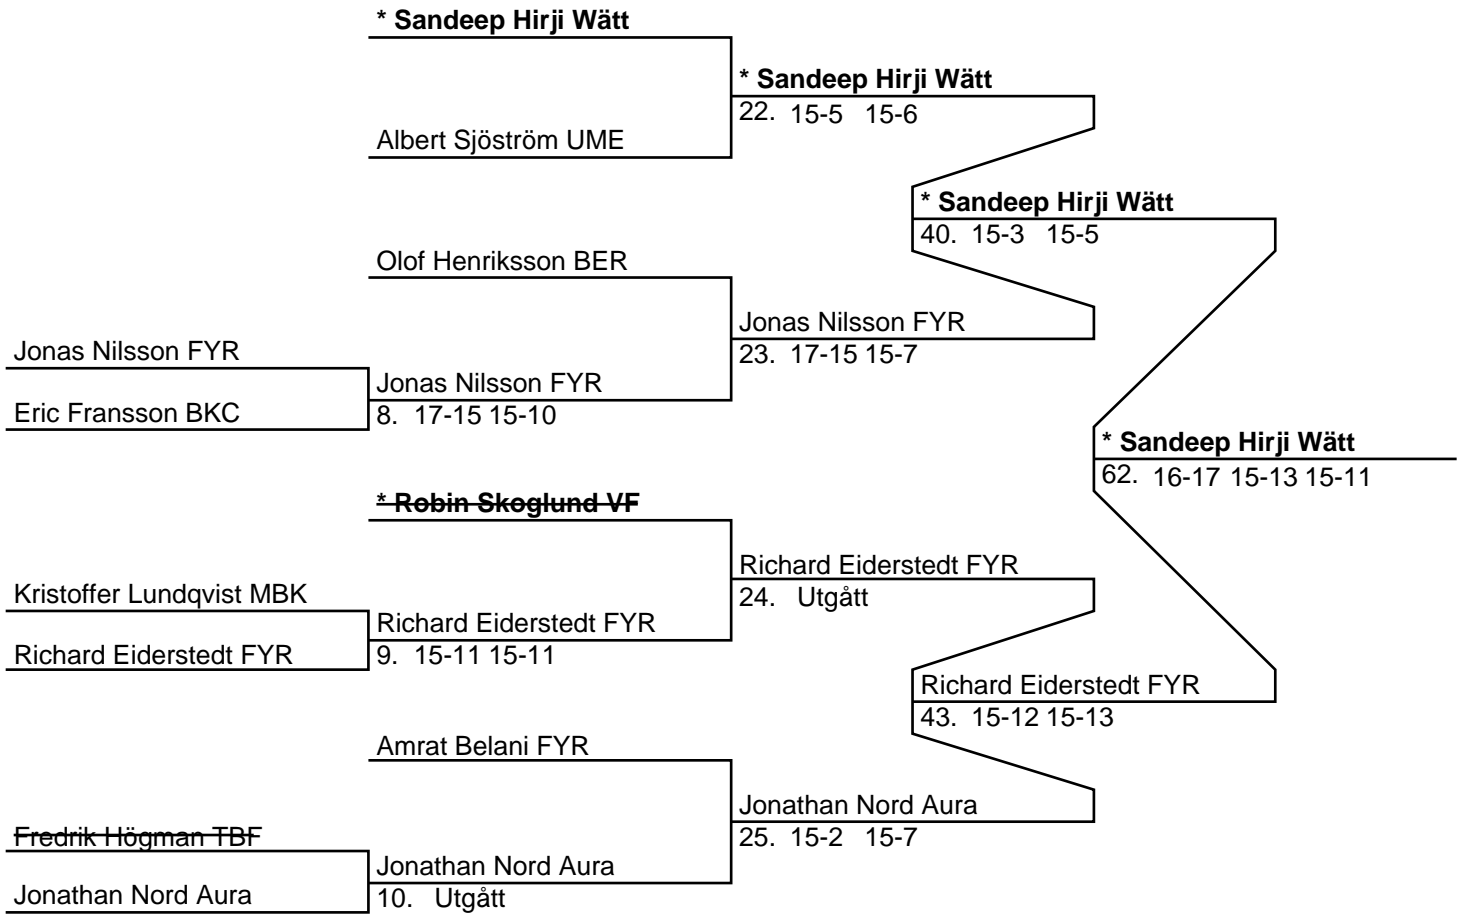 * Sandeep Hirji Wätt
* Sandeep Hirji Wätt
22. 15-5 15-6
Albert Sjöström UME
* Sandeep Hirji Wätt
40. 15-3 15-5
Olof Henriksson BER
Jonas Nilsson FYR
23. 17-15 15-7
Jonas Nilsson FYR
Jonas Nilsson FYR
8. 17-15 15-10
Eric Fransson BKC
* Sandeep Hirji Wätt
62. 16-17 15-13 15-11
* Robin Skoglund VF
Richard Eiderstedt FYR
24. Utgått
Kristoffer Lundqvist MBK
Richard Eiderstedt FYR
9. 15-11 15-11
Richard Eiderstedt FYR
Richard Eiderstedt FYR
43. 15-12 15-13
Amrat Belani FYR
Jonathan Nord Aura
25. 15-2 15-7
Fredrik Högman TBF
Jonathan Nord Aura
10. Utgått
Jonathan Nord Aura